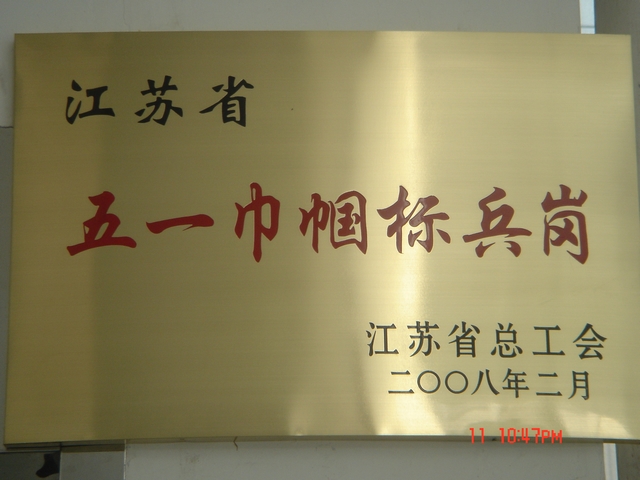 江苏省
五一巾帼标兵岗
江苏省总工会
二〇〇八年二月
11 10:47PM